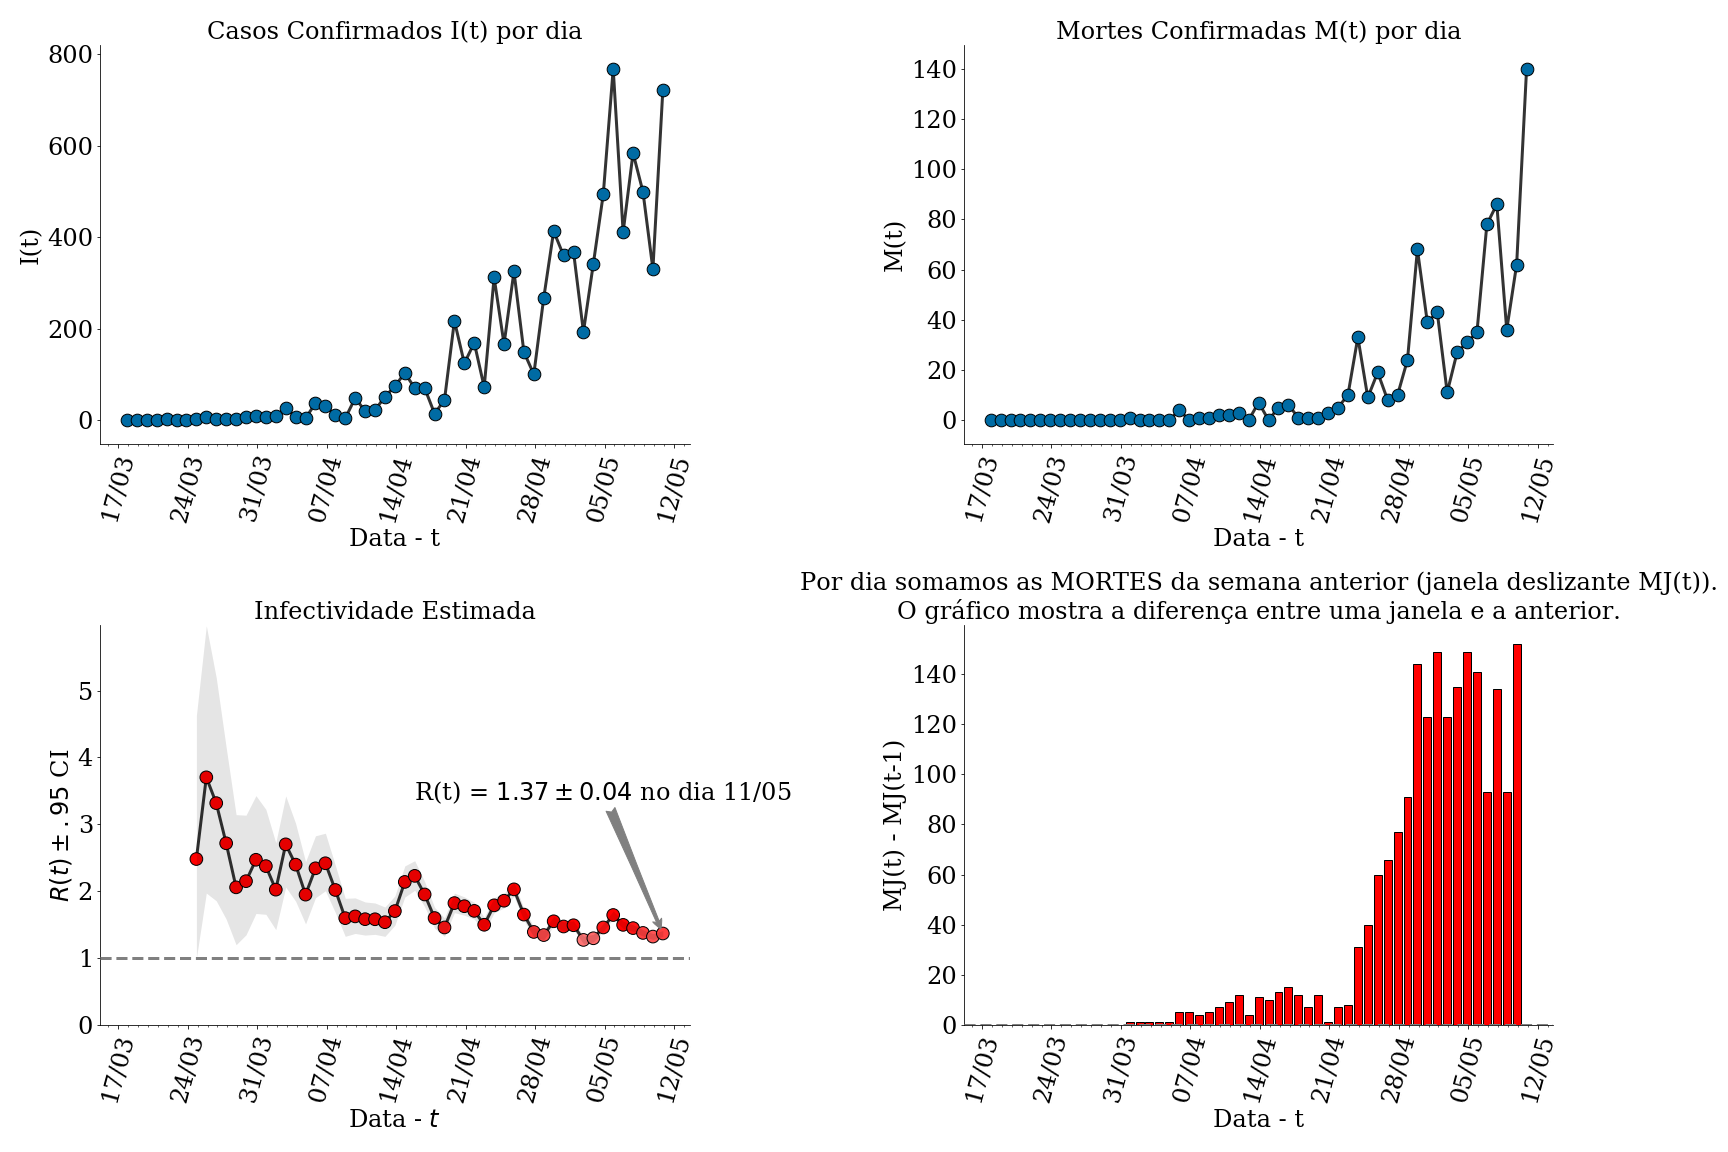 Casos Confirmados I(t) por dia
800
600
400
200
0
I(t)
17/03 24/03 31/03 07/04 14/04 21/04 28/04 05/05 12/05
Data - t
Mortes Confirmadas M(t) por dia
140
120
100
80
60
40
20
0
M(t)
17/03 24/03 31/03 07/04 14/04 21/04 28/04 05/05 12/05
Data - t
Infectividade Estimada
5
4
3
2
1
0
R(t) ± .95 CI
R(t) = 1.37 ± 0.04 no dia 11/05
17/03 24/03 31/03 07/04 14/04 21/04 28/04 05/05 12/05
Data - t
Por dia somamos as MORTES da semana anterior (janela deslizante MJ(t)).
O gráfico mostra a diferença entre uma janela e a anterior.
140
120
100
80
60
40
20
0
MJ(t) - MJ(t-1)
17/03 24/03 31/03 07/04 14/04 21/04 28/04 05/05 12/05
Data - t